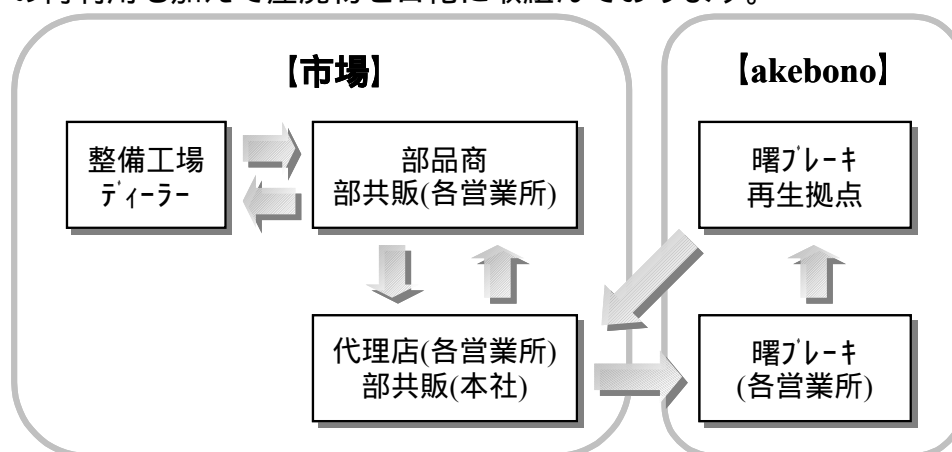 【市場】
【akebono】
整備工場
ﾃﾞｨｰﾗｰ
部品商
部共販(各営業所)
曙ﾌﾞﾚｰｷ
再生拠点
代理店(各営業所)
部共販(本社)
曙ﾌﾞﾚｰｷ
(各営業所)